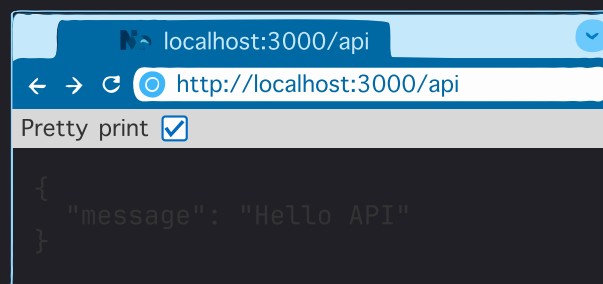 localhost:3000/api
http://localhost:3000/api
Pretty print
{
"message": "Hello API"
}